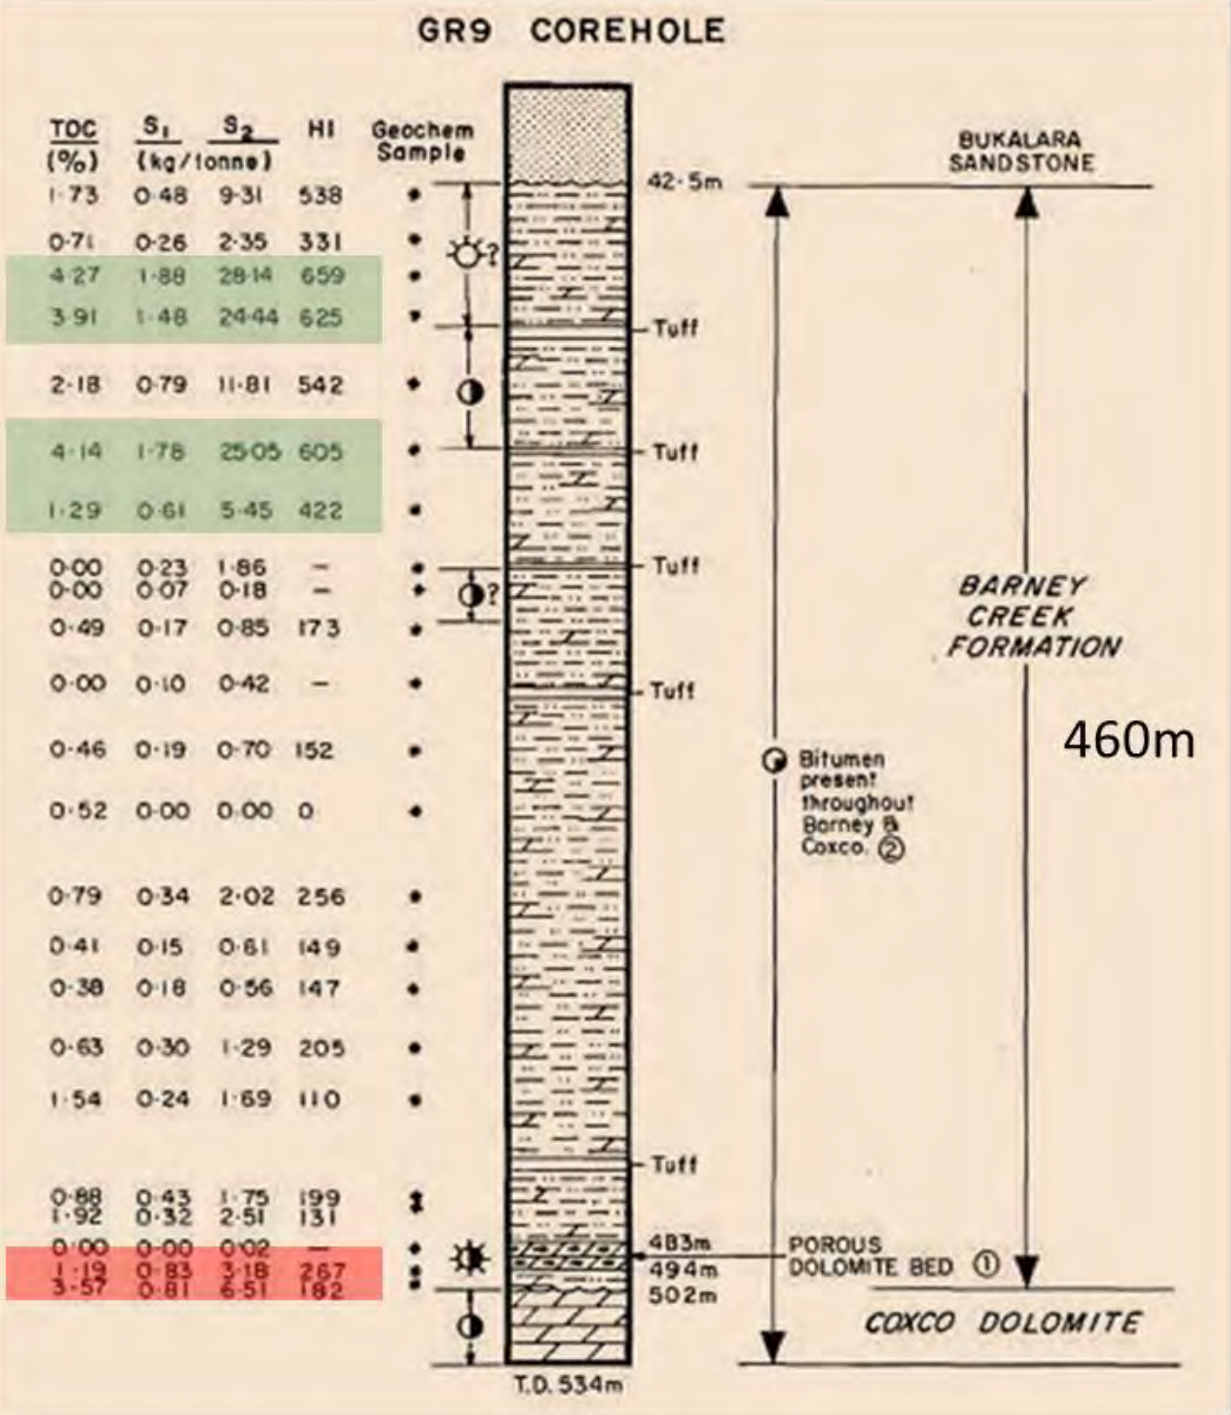 GR9 COREHOLE
TOC S₁ S₂ HI Geochem
(%) (kg/tonne) Sample
1·73 0·48 9·31 538
0·71 0·26 2·35 331
4·27 1·88 28·14 659
3·91 1·48 24·44 625
2·18 0·79 11·81 542
4·14 1·78 25·05 605
1·29 0·61 5·45 422
0·00 0·23 1·86 —
0·00 0·07 0·18 —
0·49 0·17 0·85 173
0·00 0·10 0·42 —
0·46 0·19 0·70 152
0·52 0·00 0·00 0
0·79 0·34 2·02 256
0·41 0·15 0·61 149
0·38 0·18 0·56 147
0·63 0·30 1·29 205
1·54 0·24 1·69 110
0·88 0·43 1·75 199
1·92 0·32 2·51 131
0·00 0·00 0·02 —
1·19 0·83 3·18 267
3·57 0·81 6·51 182
?
?
42·5m
Tuff
Tuff
Tuff
Tuff
Tuff
483m
494m
502m
T.D. 534m
BUKALARA
SANDSTONE
BARNEY
CREEK
FORMATION
460m
Bitumen
present
throughout
Barney &
Coxco. ②
POROUS
DOLOMITE BED ①
COXCO DOLOMITE